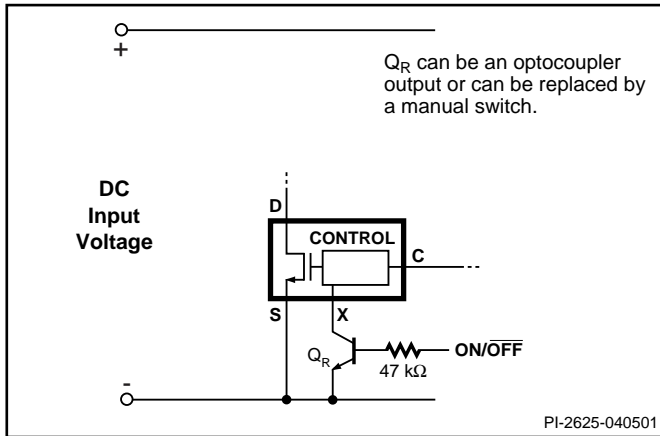 +
Q_R can be an optocoupler
output or can be replaced by
a manual switch.
DC
Input
Voltage
D
CONTROL
C
S
X
Q_R
47 kΩ
ON/O̅F̅F̅
-
PI-2625-040501